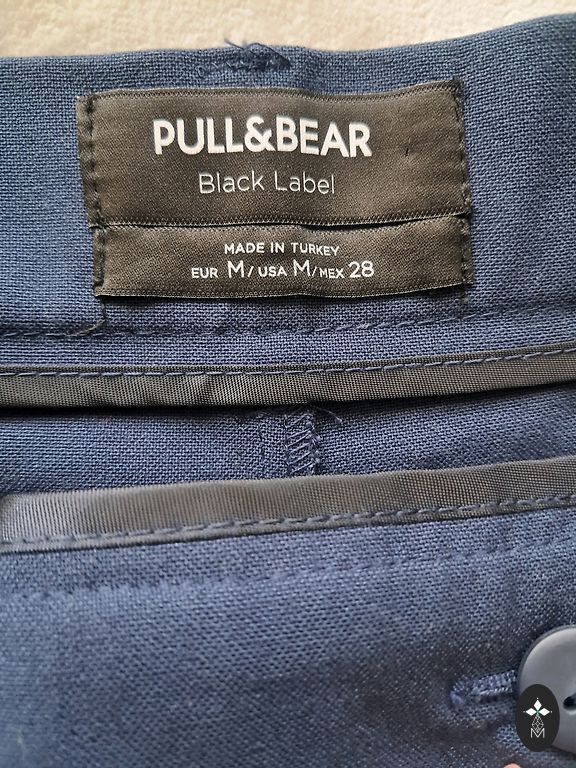 PULL&BEAR
Black Label
MADE IN TURKEY
EUR M/ USA M/ MEX 28
M